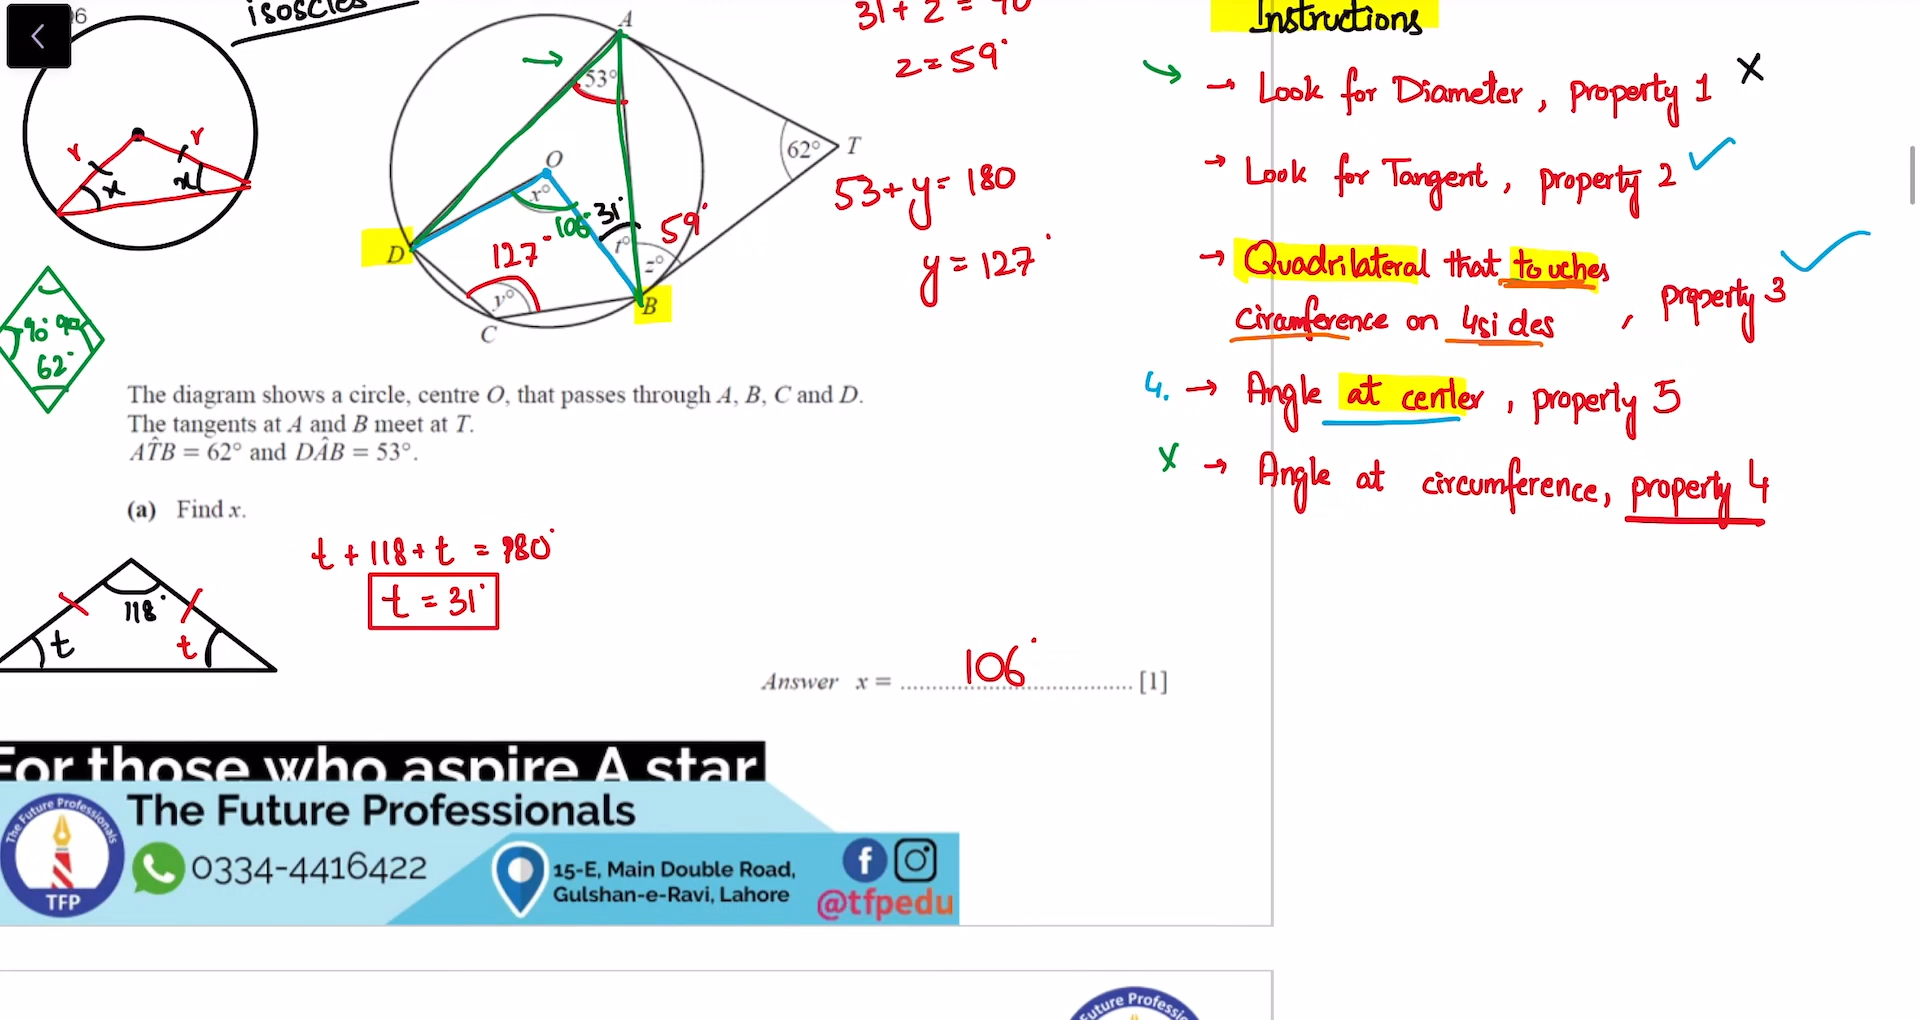 6
isoscles
r
r
x
x
A
53°
O
x°
106°
31°
t°
59°
z°
62°
T
D
127°
y°
C
B
90° 90
62°
31 + z = 90
z = 59°
53 + y = 180
y = 127°
Instructions
→ Look for Diameter, property 1 X
→ Look for Tangent, property 2 ✓
→ Quadrilateral that touches
circumference on 4 sides, property 3 ✓
4. → Angle at center, property 5
X → Angle at circumference, property 4
The diagram shows a circle, centre O, that passes through A, B, C and D.
The tangents at A and B meet at T.
AT̂B = 62° and DÂB = 53°.
(a) Find x.
t + 118 + t = 180°
t = 31°
118°
t
t
106°
Answer x = .................................... [1]
For those who aspire A star
The Future Professionals
The Future Professionals
TFP
0334-4416422
15-E, Main Double Road,
Gulshan-e-Ravi, Lahore
@tfpedu